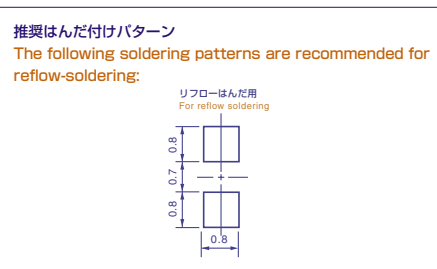 推奨はんだ付けパターン
The following soldering patterns are recommended for
reflow-soldering:
リフローはんだ用
For reflow soldering
0.8
0.7
0.8
0.8